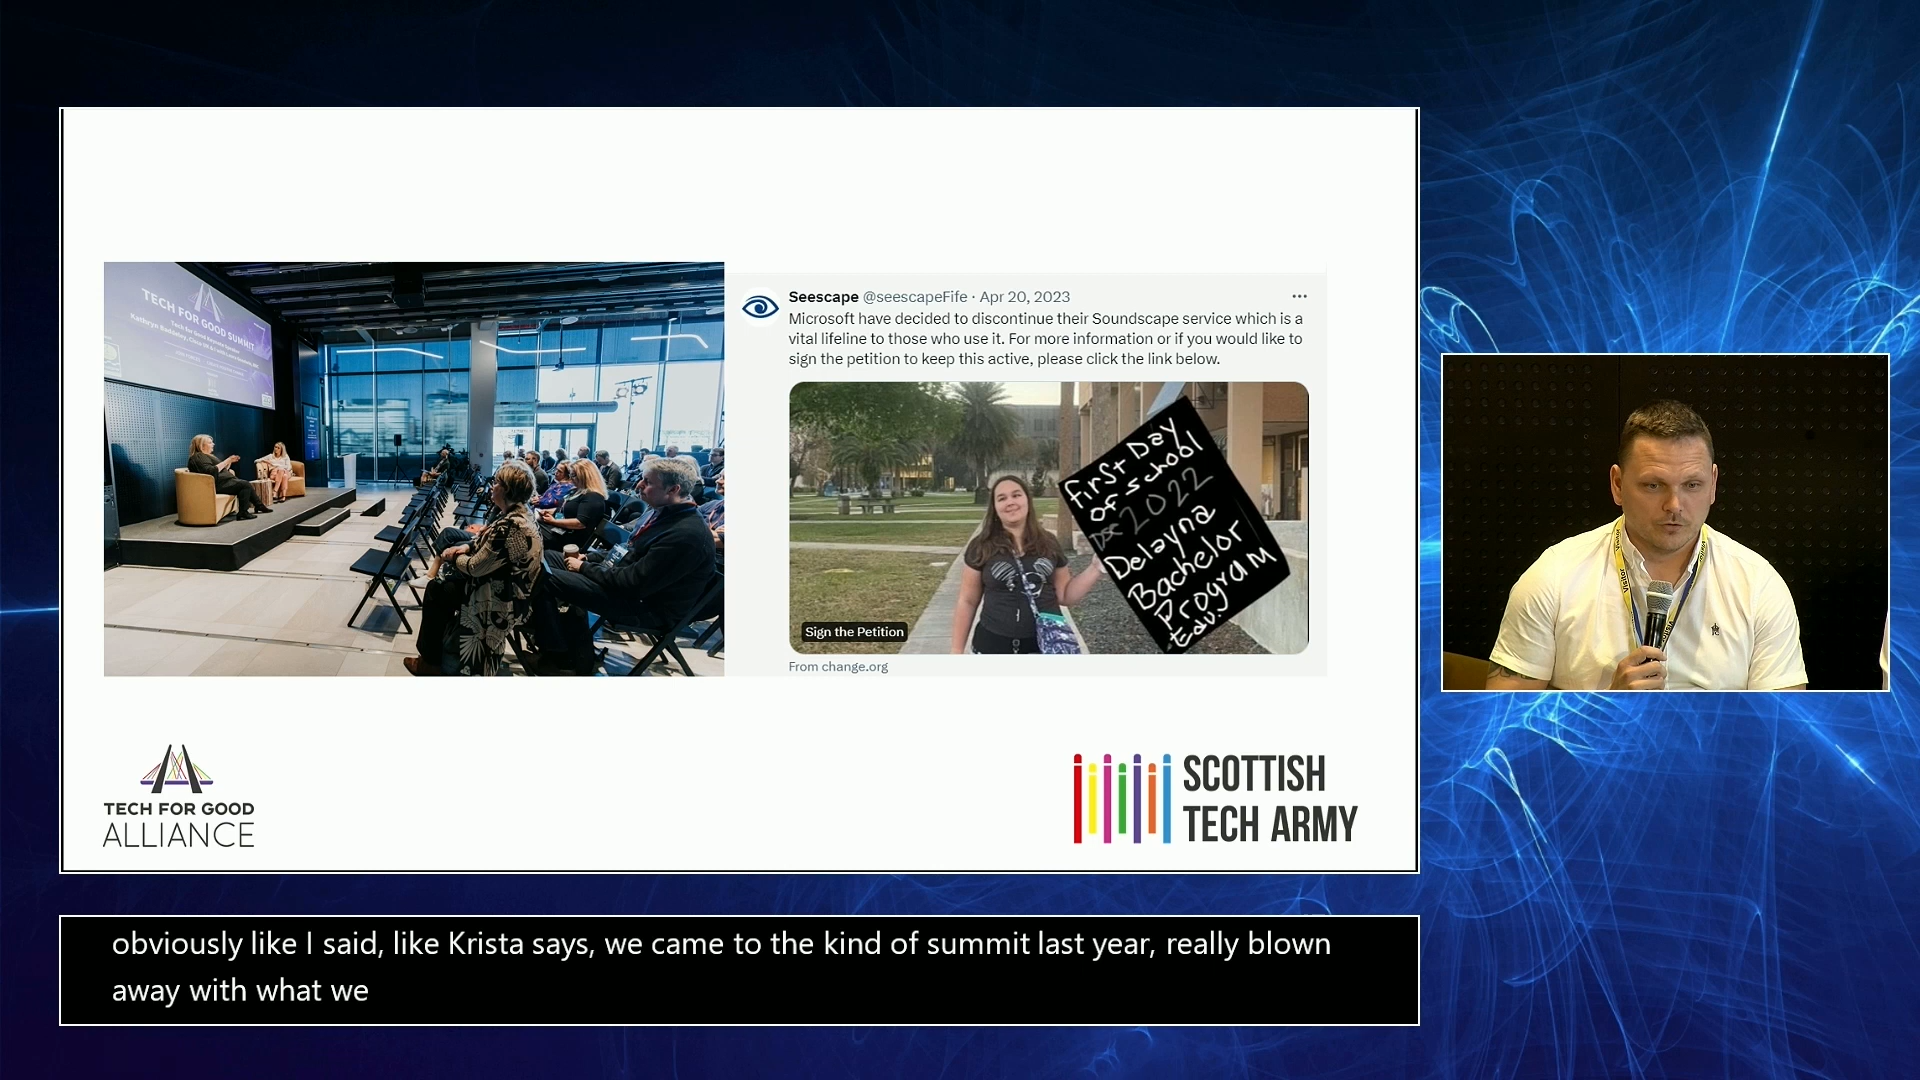 TECH FOR GOOD SUMMIT
Seescape @seescapeFife · Apr 20, 2023
Microsoft have decided to discontinue their Soundscape service which is a
vital lifeline to those who use it. For more information or if you would like to
sign the petition to keep this active, please click the link below.
First Day
of school
2022
Delayna
Bachelor
Program
Edu.
Sign the Petition
From change.org
TECH FOR GOOD
ALLIANCE
SCOTTISH
TECH ARMY
Visitor
obviously like I said, like Krista says, we came to the kind of summit last year, really blown
away with what we